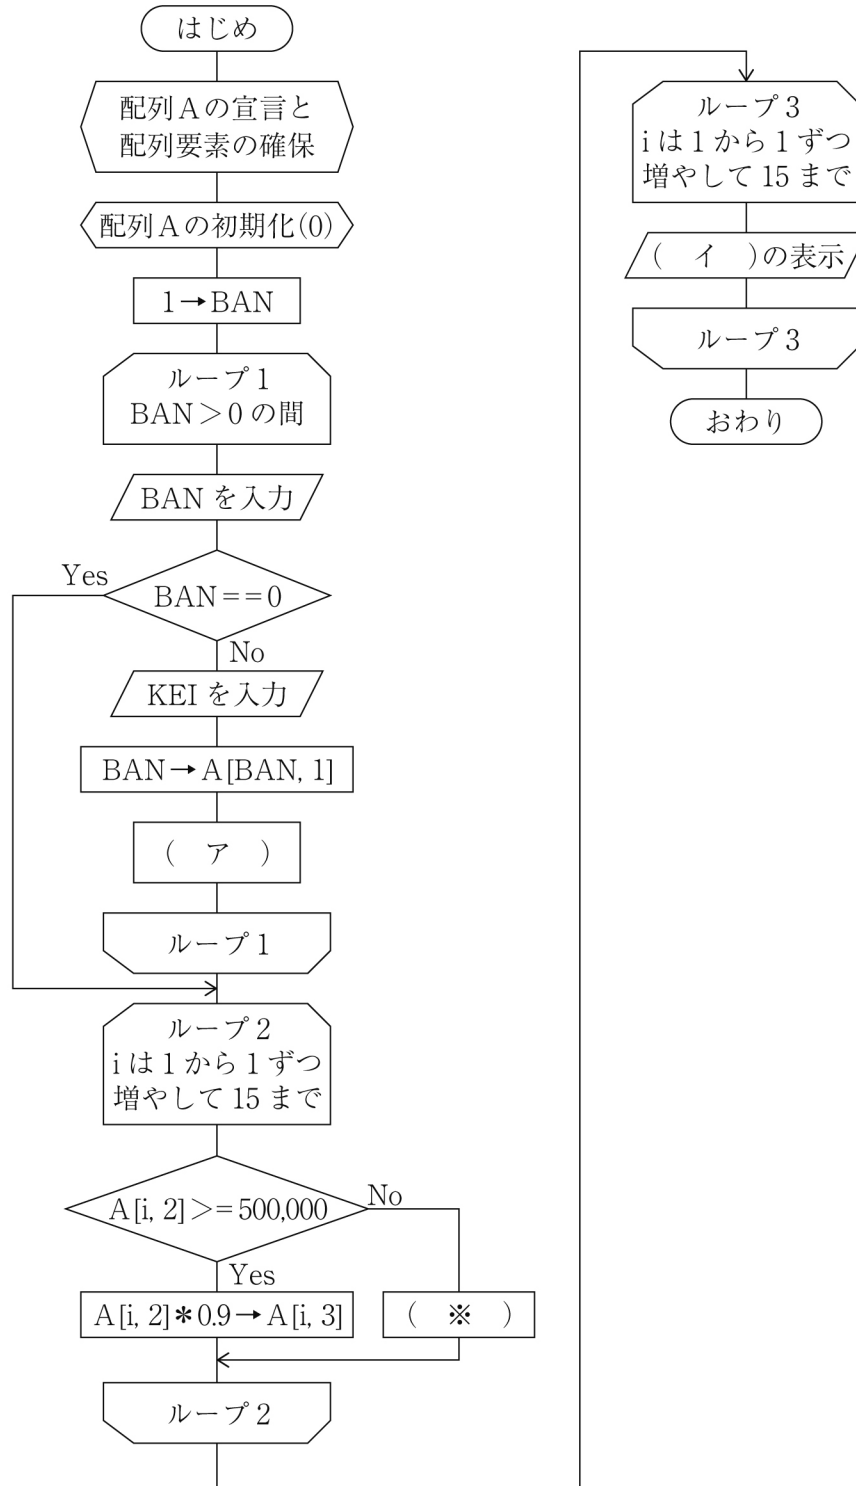 はじめ
配列Aの宣言と
配列要素の確保
配列Aの初期化(0)
1→BAN
ループ1
BAN＞0の間
BANを入力
BAN==0
Yes
No
KEIを入力
BAN→A[BAN, 1]
（　ア　）
ループ1
ループ2
iは1から1ずつ
増やして15まで
A[i, 2]＞=500,000
No
Yes
A[i, 2]＊0.9→A[i, 3]
（　※　）
ループ2
ループ3
iは1から1ずつ
増やして15まで
（　イ　）の表示
ループ3
おわり